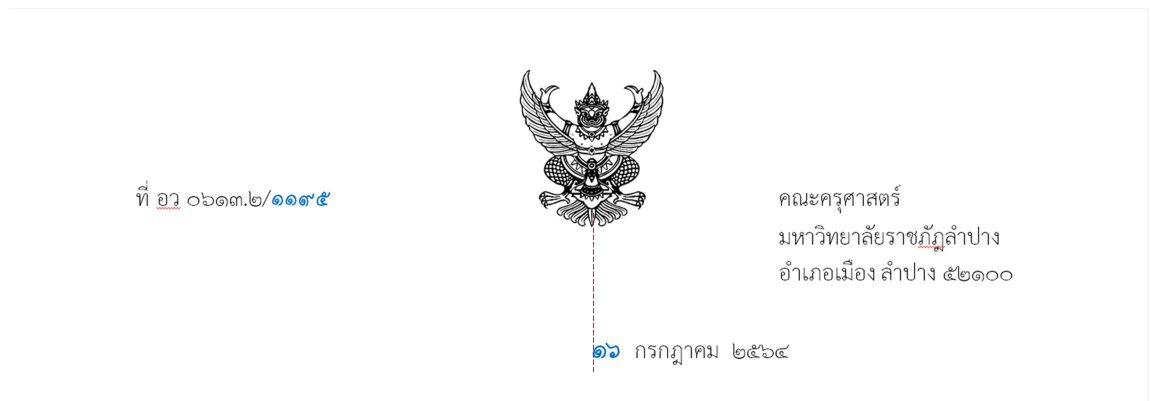 ที่ อว ๐๖๑๓.๒/๑๑๙๕
คณะครุศาสตร์
มหาวิทยาลัยราชภัฏลำปาง
อำเภอเมือง ลำปาง ๕๒๑๐๐
๑๖ กรกฎาคม ๒๕๖๔